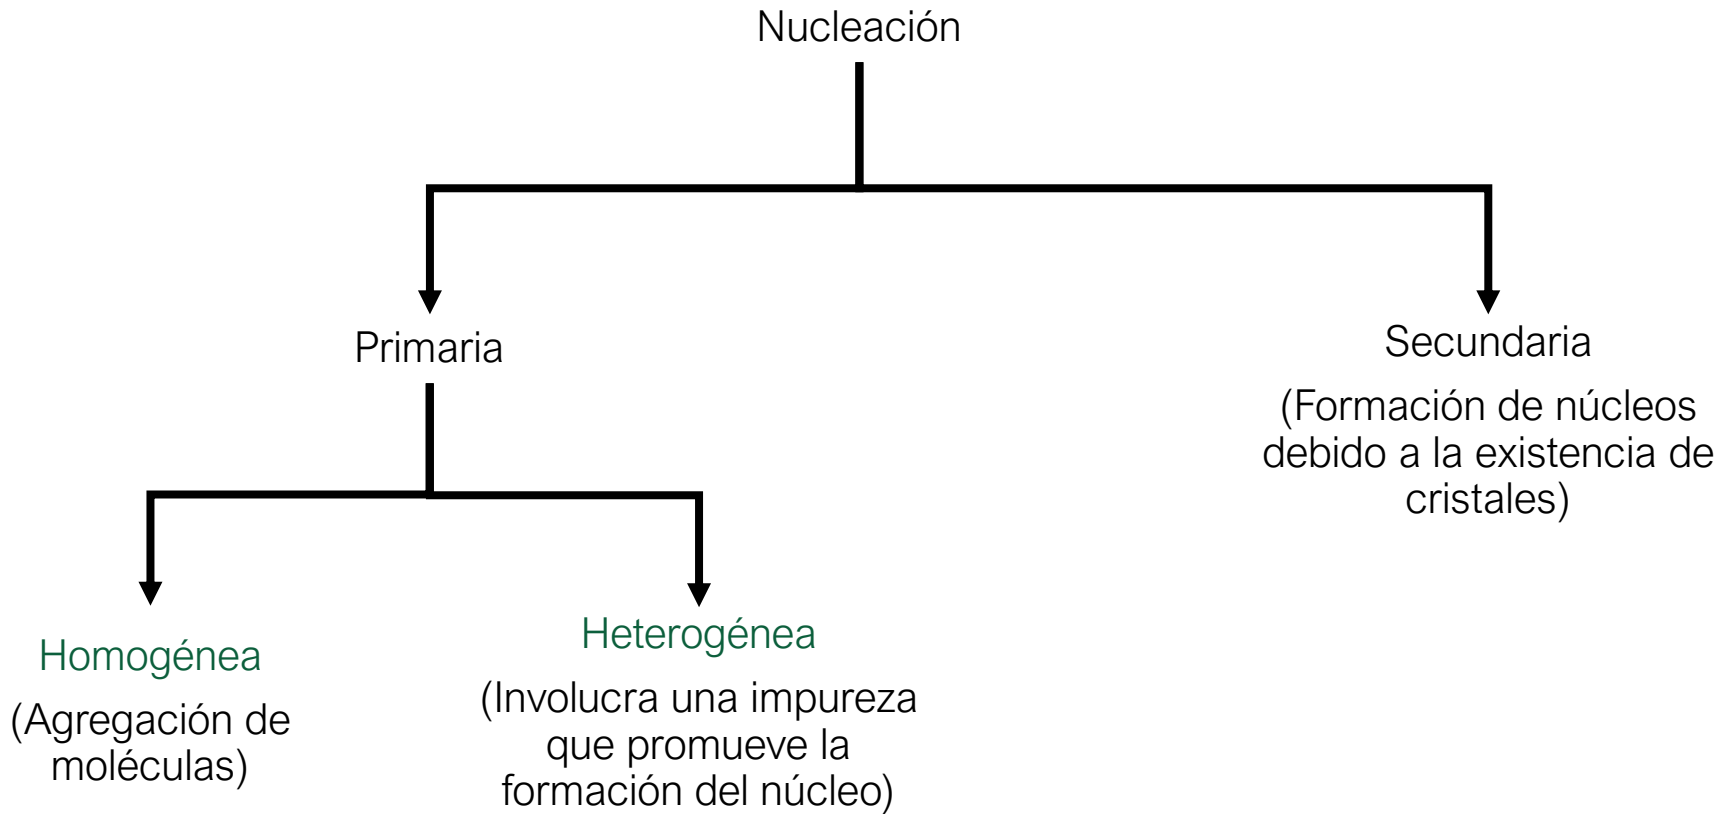 Nucleación
Primaria
Secundaria
(Formación de núcleos
debido a la existencia de
cristales)
Homogénea
(Agregación de
moléculas)
Heterogénea
(Involucra una impureza
que promueve la
formación del núcleo)